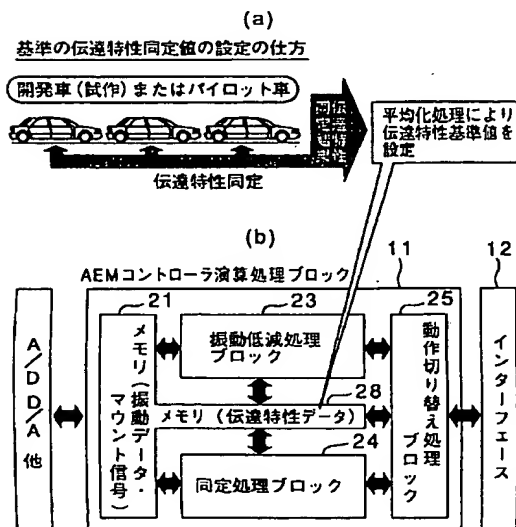 (a)
基準の伝達特性同定値の設定の仕方
開発車(試作)またはパイロット車
平均化処理により
伝達特性基準値を
設定
伝達特性同定
(b)
AEMコントローラ演算処理ブロック
11
12
21
23
25
A/D D/A 他
メモリ(振動データ・
マウント信号)
振動低減処理
ブロック
28
メモリ(伝達特性データ)
24
同定処理ブロック
動作切り替え処理
ブロック
インターフェース